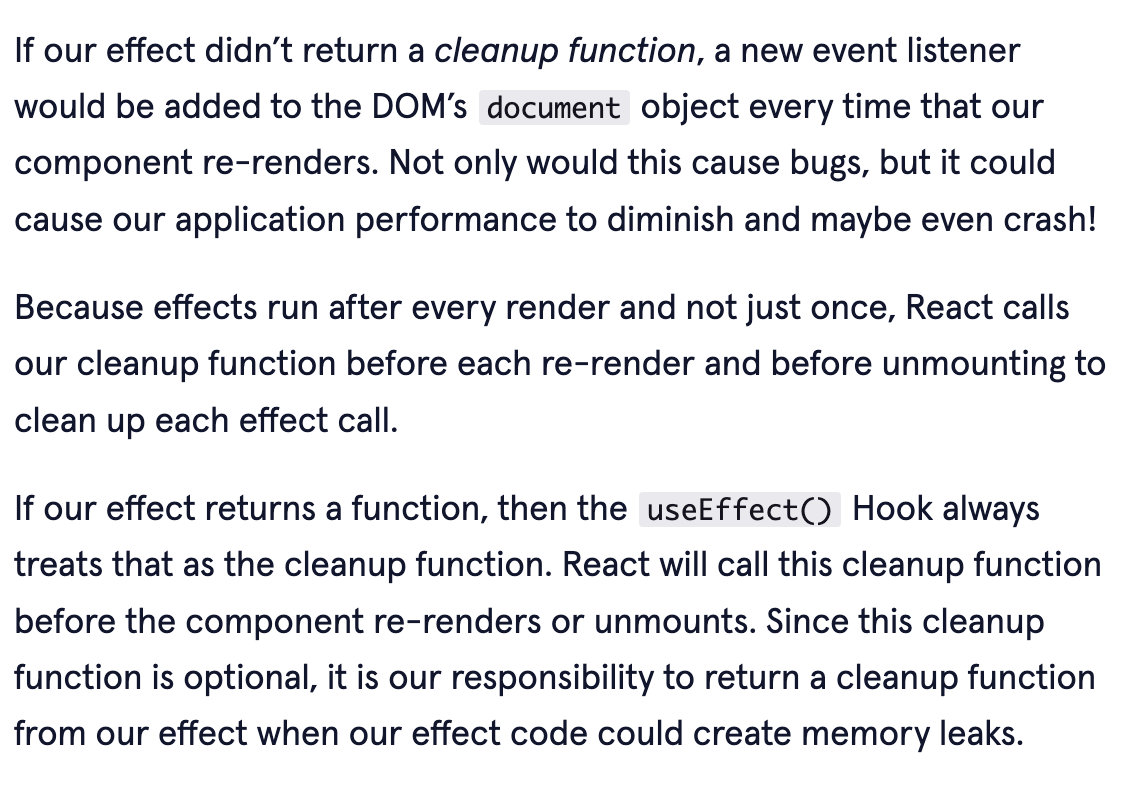 If our effect didn’t return a cleanup function, a new event listener
would be added to the DOM’s document object every time that our
component re-renders. Not only would this cause bugs, but it could
cause our application performance to diminish and maybe even crash!
Because effects run after every render and not just once, React calls
our cleanup function before each re-render and before unmounting to
clean up each effect call.
If our effect returns a function, then the useEffect() Hook always
treats that as the cleanup function. React will call this cleanup function
before the component re-renders or unmounts. Since this cleanup
function is optional, it is our responsibility to return a cleanup function
from our effect when our effect code could create memory leaks.